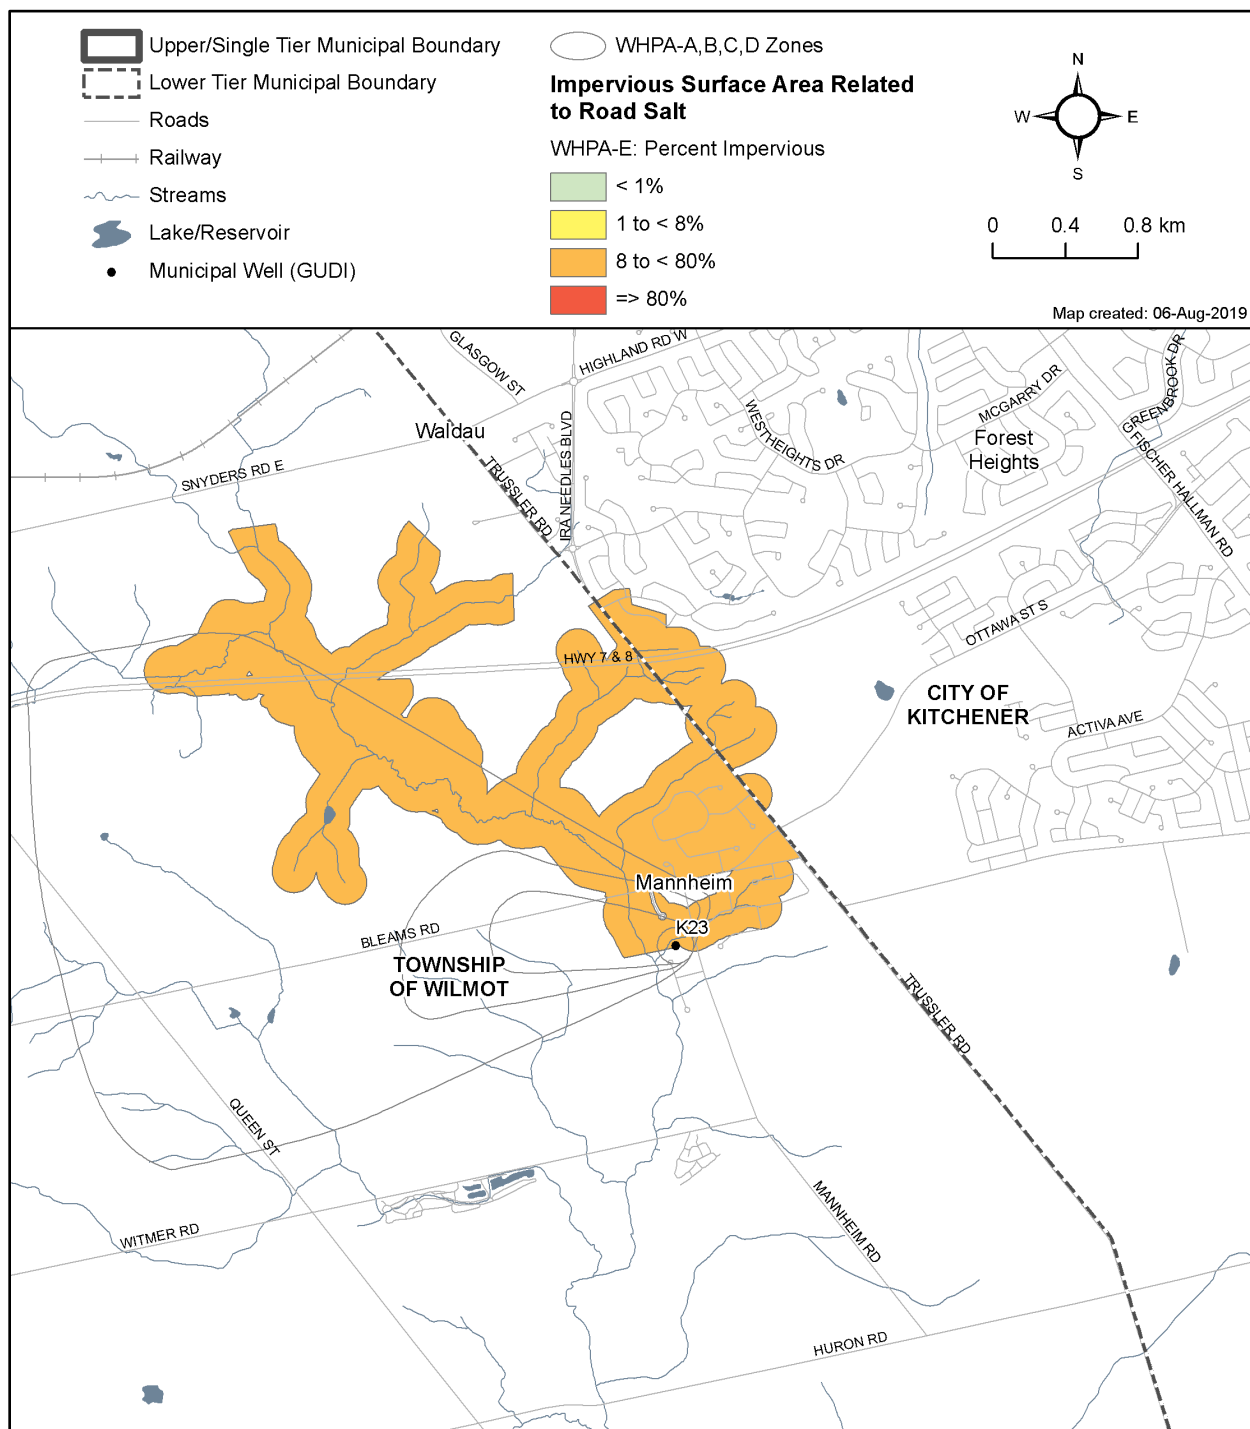 Upper/Single Tier Municipal Boundary
Lower Tier Municipal Boundary
Roads
Railway
Streams
Lake/Reservoir
Municipal Well (GUDI)
WHPA-A,B,C,D Zones
Impervious Surface Area Related
to Road Salt
WHPA-E: Percent Impervious
< 1%
1 to < 8%
8 to < 80%
=> 80%
N
W
E
S
0
0.4
0.8 km
Map created: 06-Aug-2019
GLASGOW ST
HIGHLAND RD W
GREENBROOK DR
MCGARRY DR
WESTHEIGHTS DR
IRA NEEDLES BLVD
Waldau
Forest
Heights
FISCHER HALLMAN RD
SNYDERS RD E
TRUSSLER RD
OTTAWA ST S
HWY 7 & 8
CITY OF
KITCHENER
ACTIVA AVE
Mannheim
K23
BLEAMS RD
TOWNSHIP
OF WILMOT
TRUSSLER RD
QUEEN ST
MANNHEIM RD
WITMER RD
HURON RD